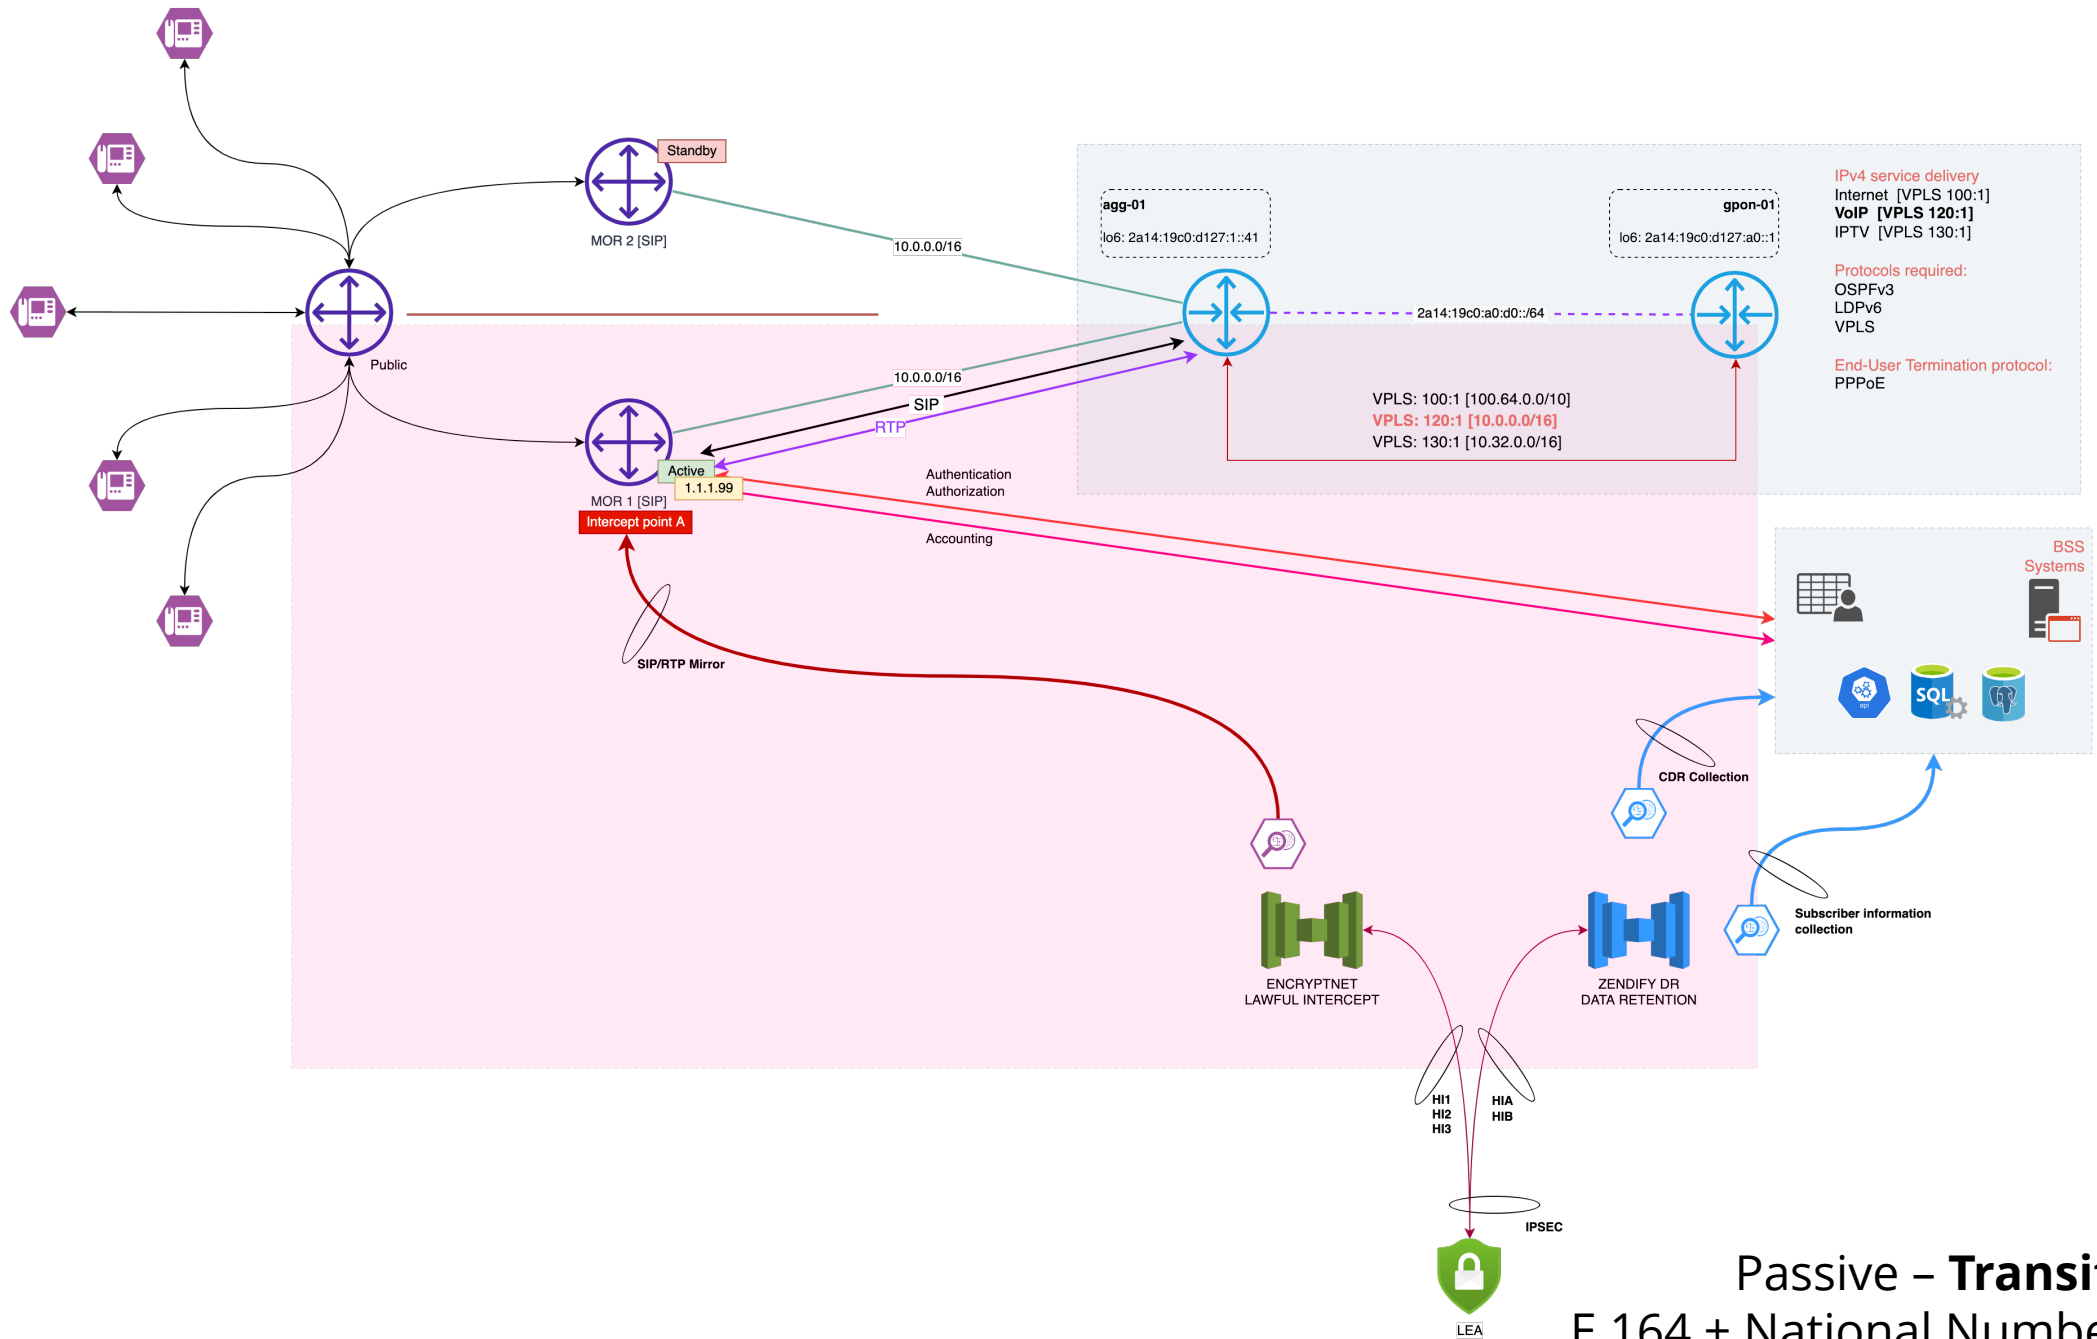 Standby
MOR 2 [SIP]
10.0.0.0/16
agg-01
lo6: 2a14:19c0:d127:1::41
gpon-01
lo6: 2a14:19c0:d127:a0::1
IPv4 service delivery
Internet [VPLS 100:1]
VoIP [VPLS 120:1]
IPTV [VPLS 130:1]
Protocols required:
OSPFv3
LDPv6
VPLS
End-User Termination protocol:
PPPoE
2a14:19c0:a0:d0::/64
Public
10.0.0.0/16
SIP
RTP
VPLS: 100:1 [100.64.0.0/10]
VPLS: 120:1 [10.0.0.0/16]
VPLS: 130:1 [10.32.0.0/16]
Active
1.1.1.99
MOR 1 [SIP]
Intercept point A
Authentication
Authorization
Accounting
BSS
Systems
api
SQL
SIP/RTP Mirror
CDR Collection
Subscriber information
collection
ENCRYPTNET
LAWFUL INTERCEPT
ZENDIFY DR
DATA RETENTION
HI1
HI2
HI3
HIA
HIB
IPSEC
LEA
Passive – Transi
E.164 + National Numbe